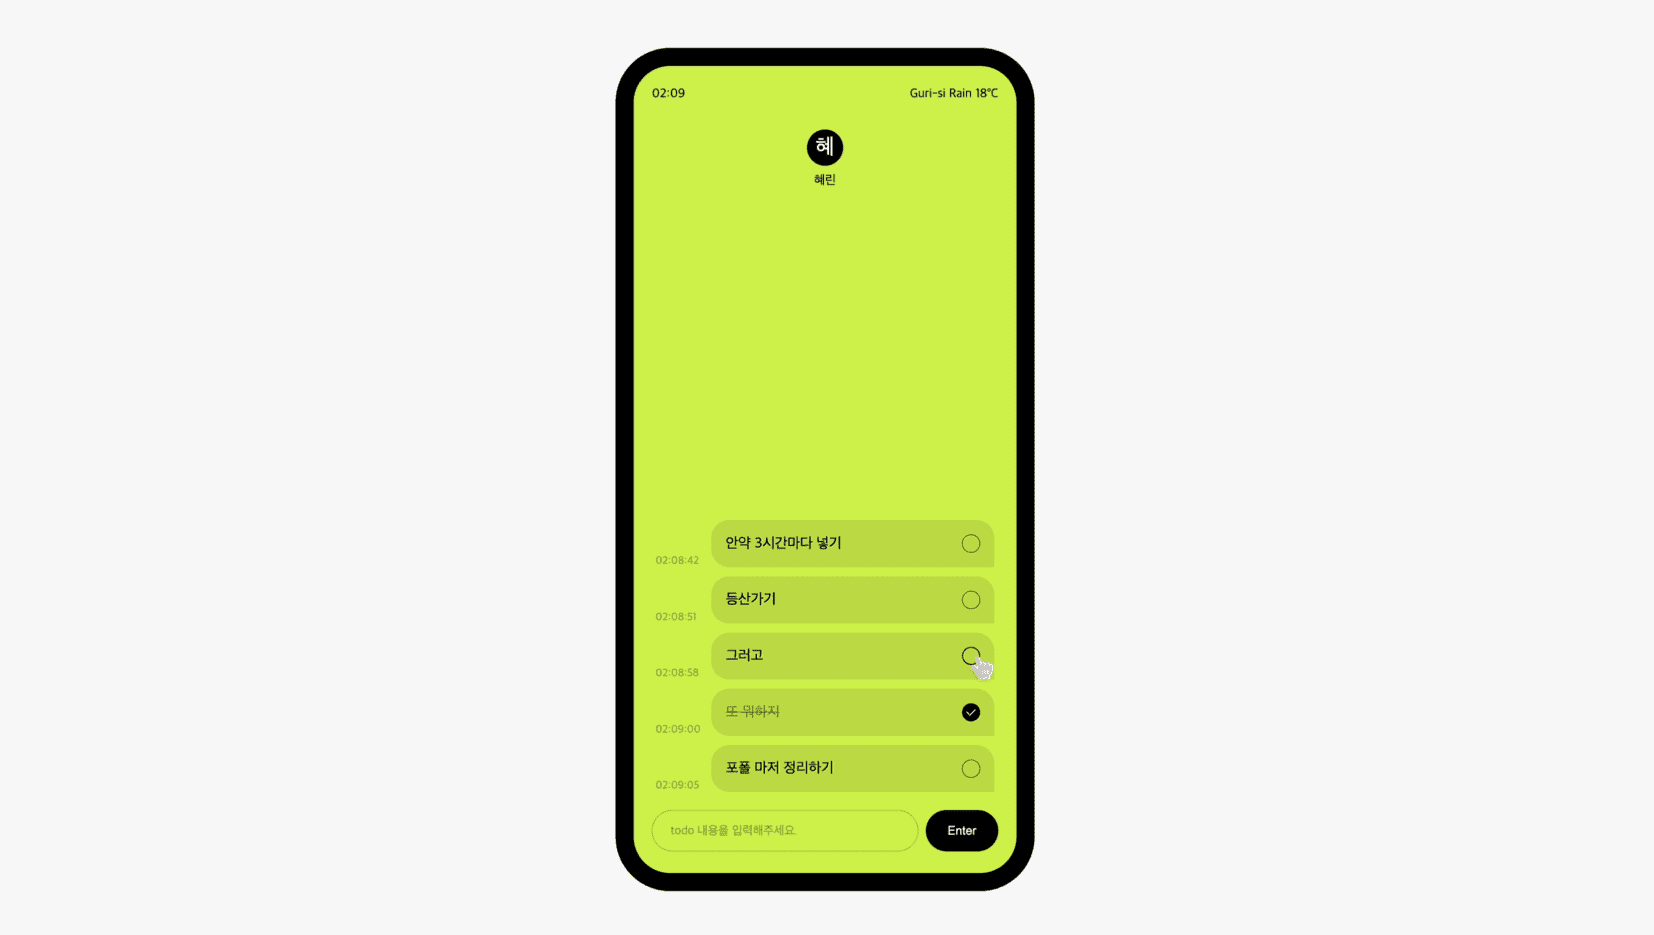 02:09
Guri-si Rain 18°C
혜
혜린
안약 3시간마다 넣기
02:08:42
등산가기
02:08:51
그러고
02:08:58
또 뭐하지
02:09:00
포폴 마저 정리하기
02:09:05
todo 내용을 입력해주세요.
Enter